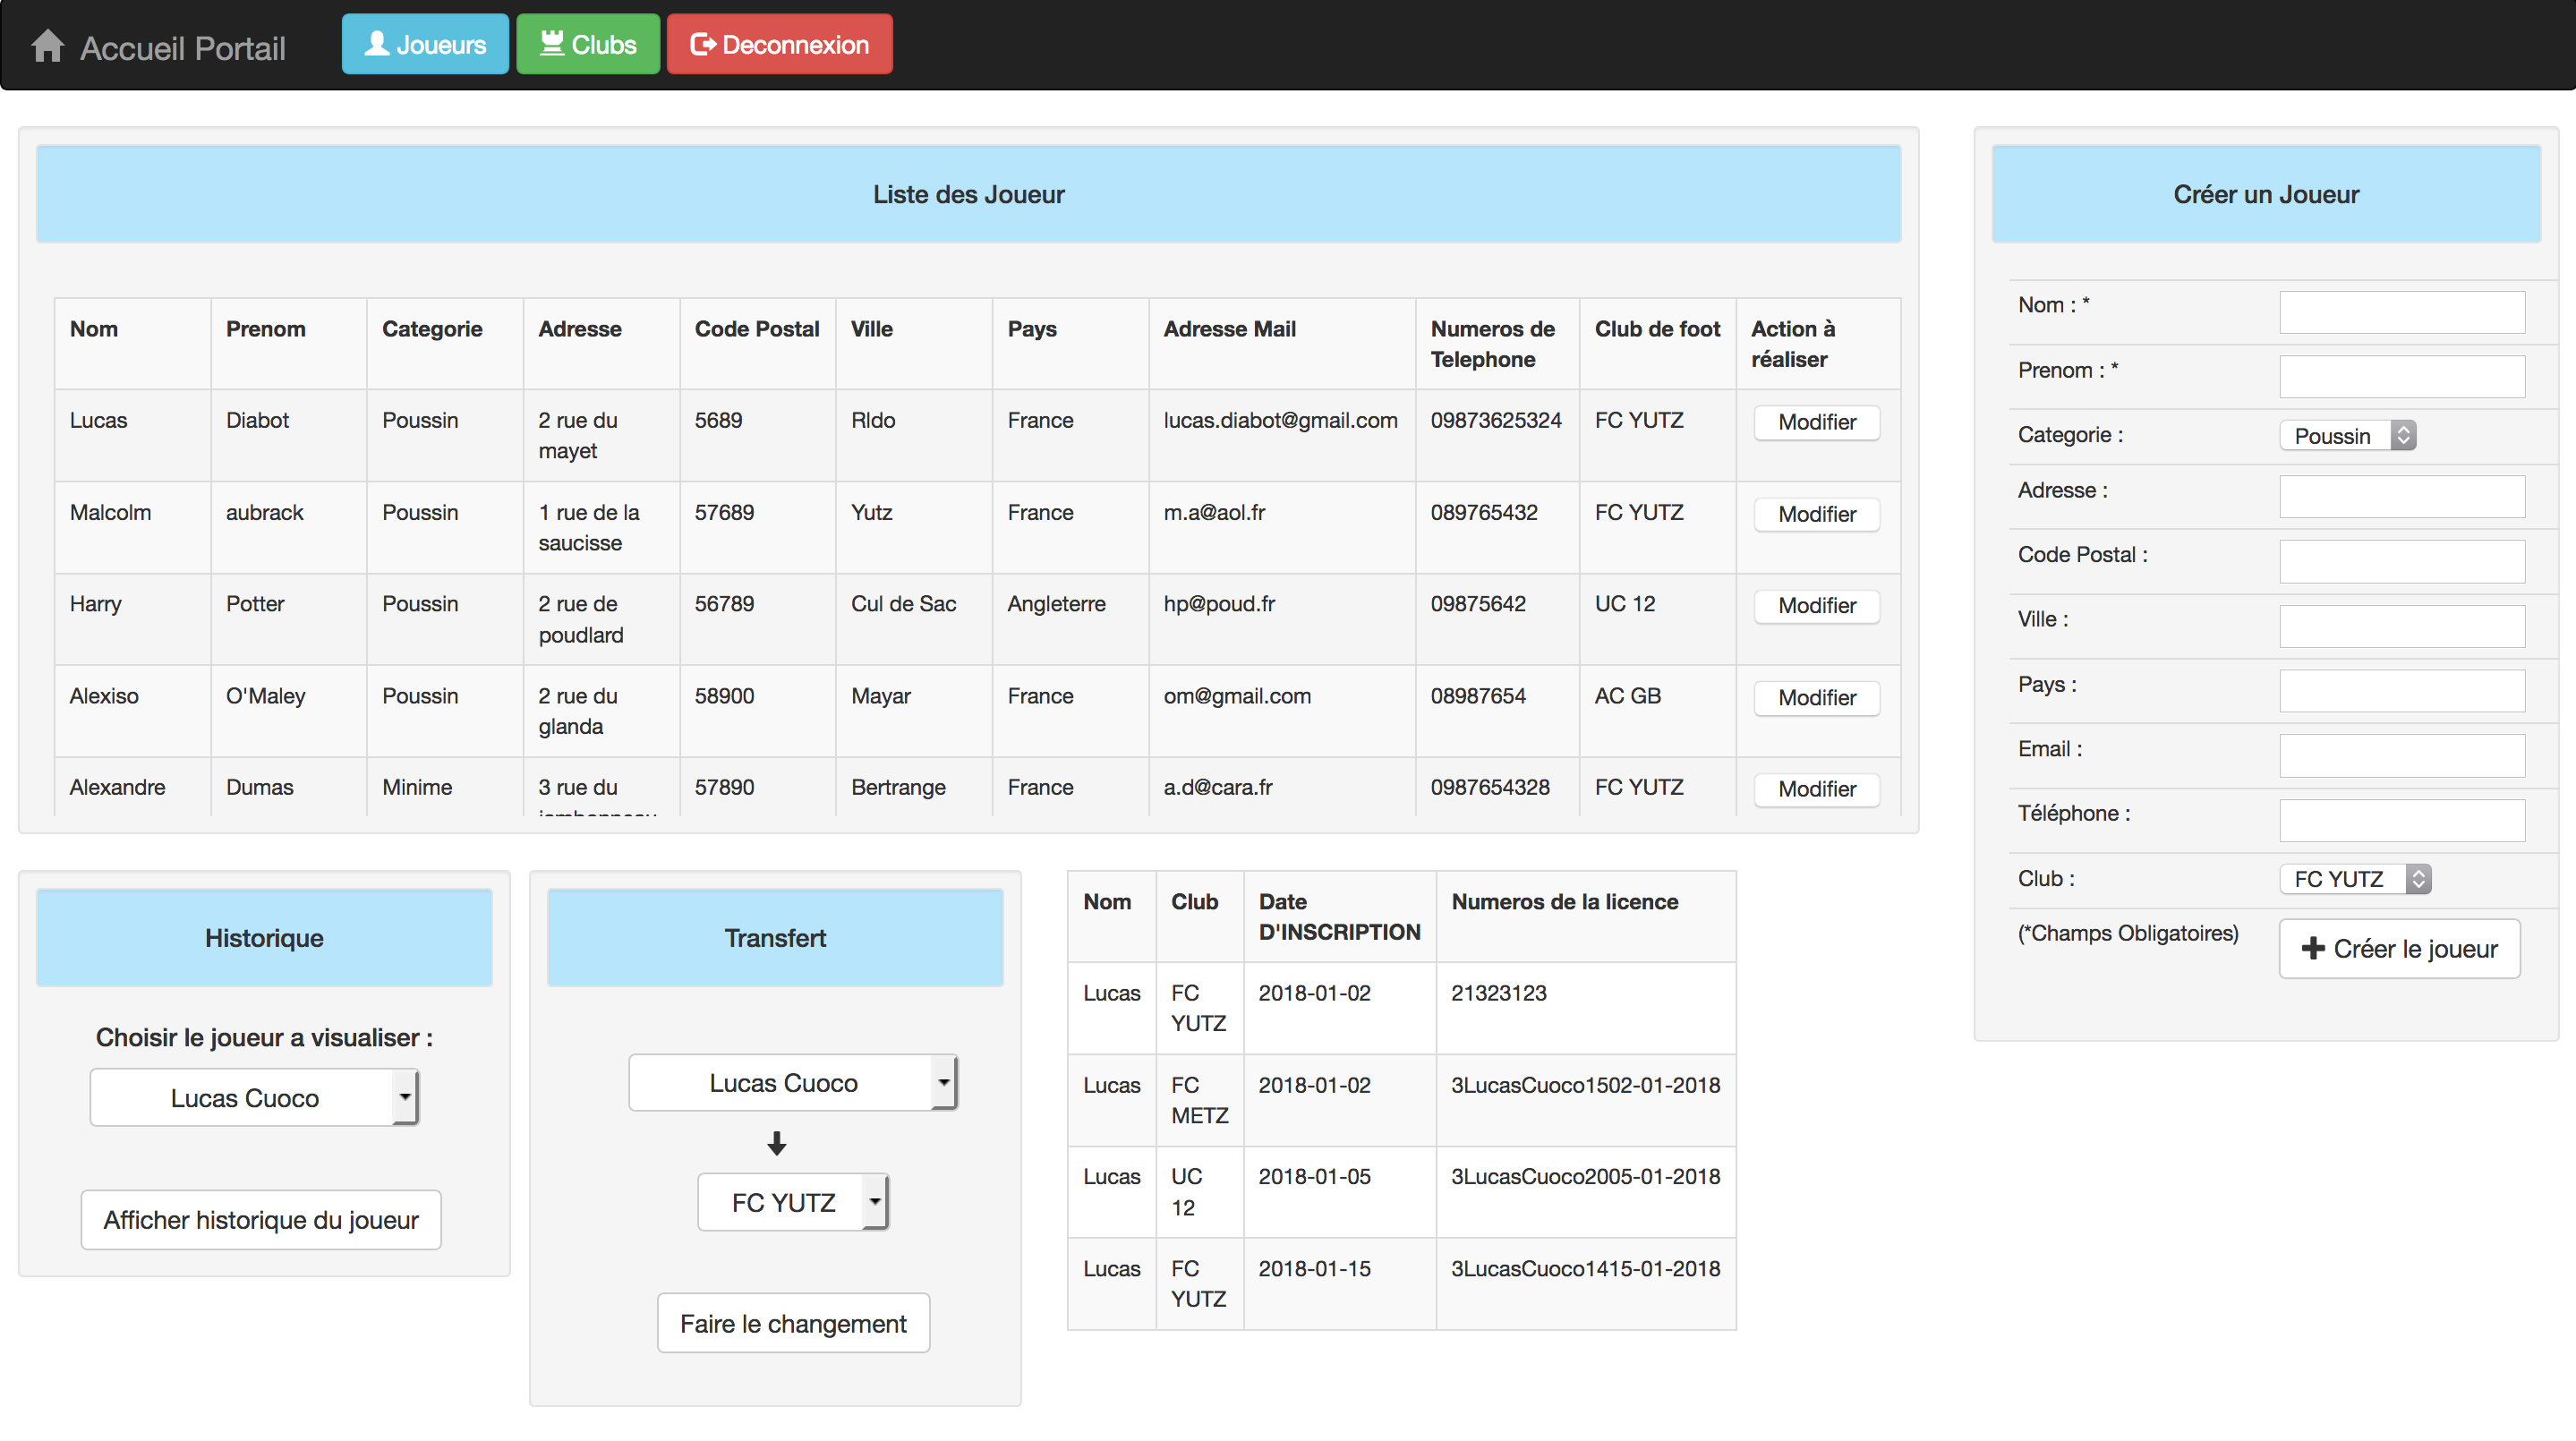 Accueil Portail Joueurs Clubs Deconnexion
Liste des Joueur
Nom Prenom Categorie Adresse Code Postal Ville Pays Adresse Mail Numeros de Telephone Club de foot Action à réaliser
Lucas Diabot Poussin 2 rue du mayet 5689 Rldo France lucas.diabot@gmail.com 09873625324 FC YUTZ Modifier
Malcolm aubrack Poussin 1 rue de la saucisse 57689 Yutz France m.a@aol.fr 089765432 FC YUTZ Modifier
Harry Potter Poussin 2 rue de poudlard 56789 Cul de Sac Angleterre hp@poud.fr 09875642 UC 12 Modifier
Alexiso O'Maley Poussin 2 rue du glanda 58900 Mayar France om@gmail.com 08987654 AC GB Modifier
Alexandre Dumas Minime 3 rue du 57890 Bertrange France a.d@cara.fr 0987654328 FC YUTZ Modifier
Créer un Joueur
Nom : *
Prenom : *
Categorie : Poussin
Adresse :
Code Postal :
Ville :
Pays :
Email :
Téléphone :
Club : FC YUTZ
(*Champs Obligatoires) Créer le joueur
Historique
Choisir le joueur a visualiser :
Lucas Cuoco
Afficher historique du joueur
Transfert
Lucas Cuoco
FC YUTZ
Faire le changement
Nom Club Date D'INSCRIPTION Numeros de la licence
Lucas FC YUTZ 2018-01-02 21323123
Lucas FC METZ 2018-01-02 3LucasCuoco1502-01-2018
Lucas UC 12 2018-01-05 3LucasCuoco2005-01-2018
Lucas FC YUTZ 2018-01-15 3LucasCuoco1415-01-2018